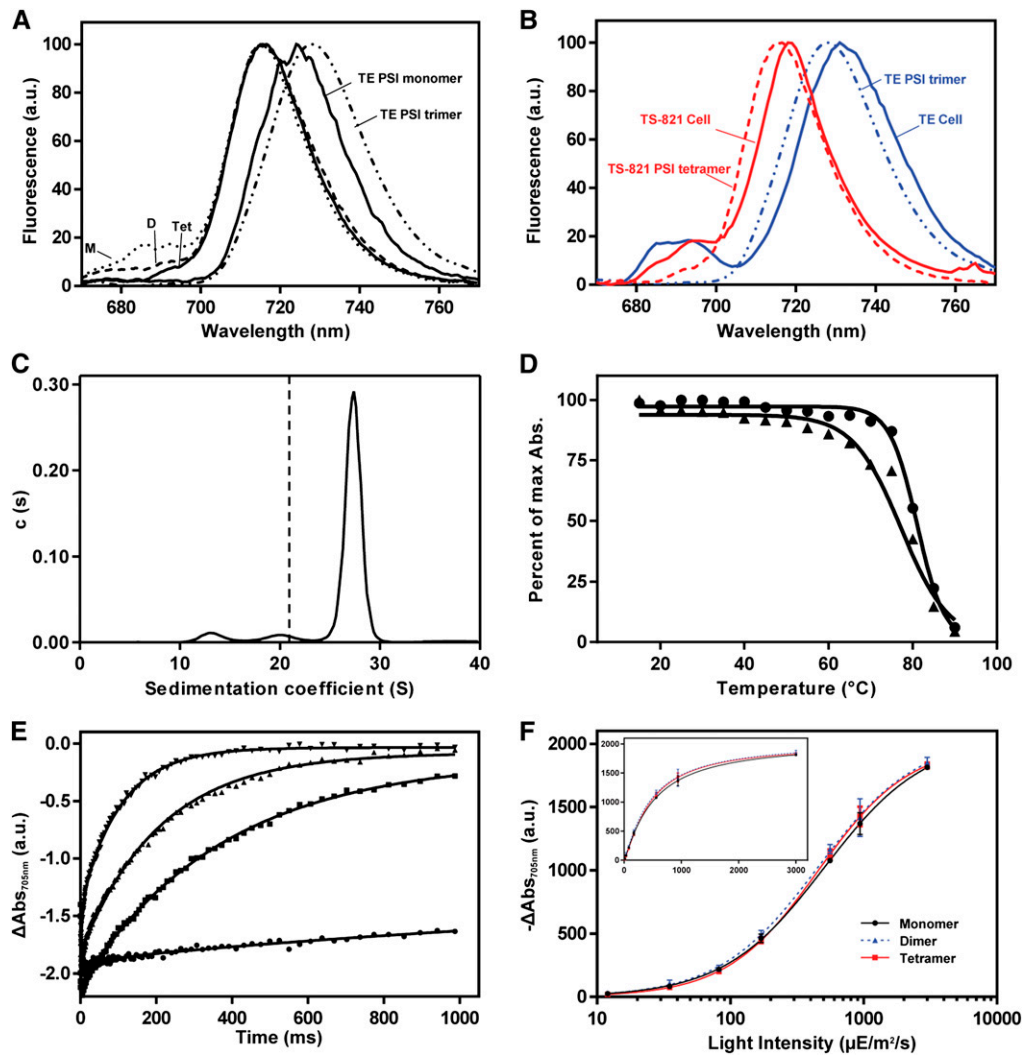 A
100
80
60
40
20
0
Fluorescence (a.u.)
TE PSI monomer
TE PSI trimer
M
D
Tet
680
700
720
740
760
Wavelength (nm)
B
100
80
60
40
20
0
Fluorescence (a.u.)
TE PSI trimer
TE Cell
TS-821 Cell
TS-821 PSI tetramer
680
700
720
740
760
Wavelength (nm)
C
0.30
0.20
0.10
0.00
c (s)
0
10
20
30
40
Sedimentation coefficient (S)
D
100
75
50
25
0
Percent of max Abs.
20
40
60
80
100
Temperature (°C)
E
0.0
-0.5
-1.0
-1.5
-2.0
ΔAbs705nm (a.u.)
0
200
400
600
800
1000
Time (ms)
F
2000
1500
1000
500
0
-ΔAbs705nm (a.u.)
2000
1500
1000
500
0
0
1000
2000
3000
Monomer
Dimer
Tetramer
10
100
1000
10000
Light Intensity (µE/m²/s)